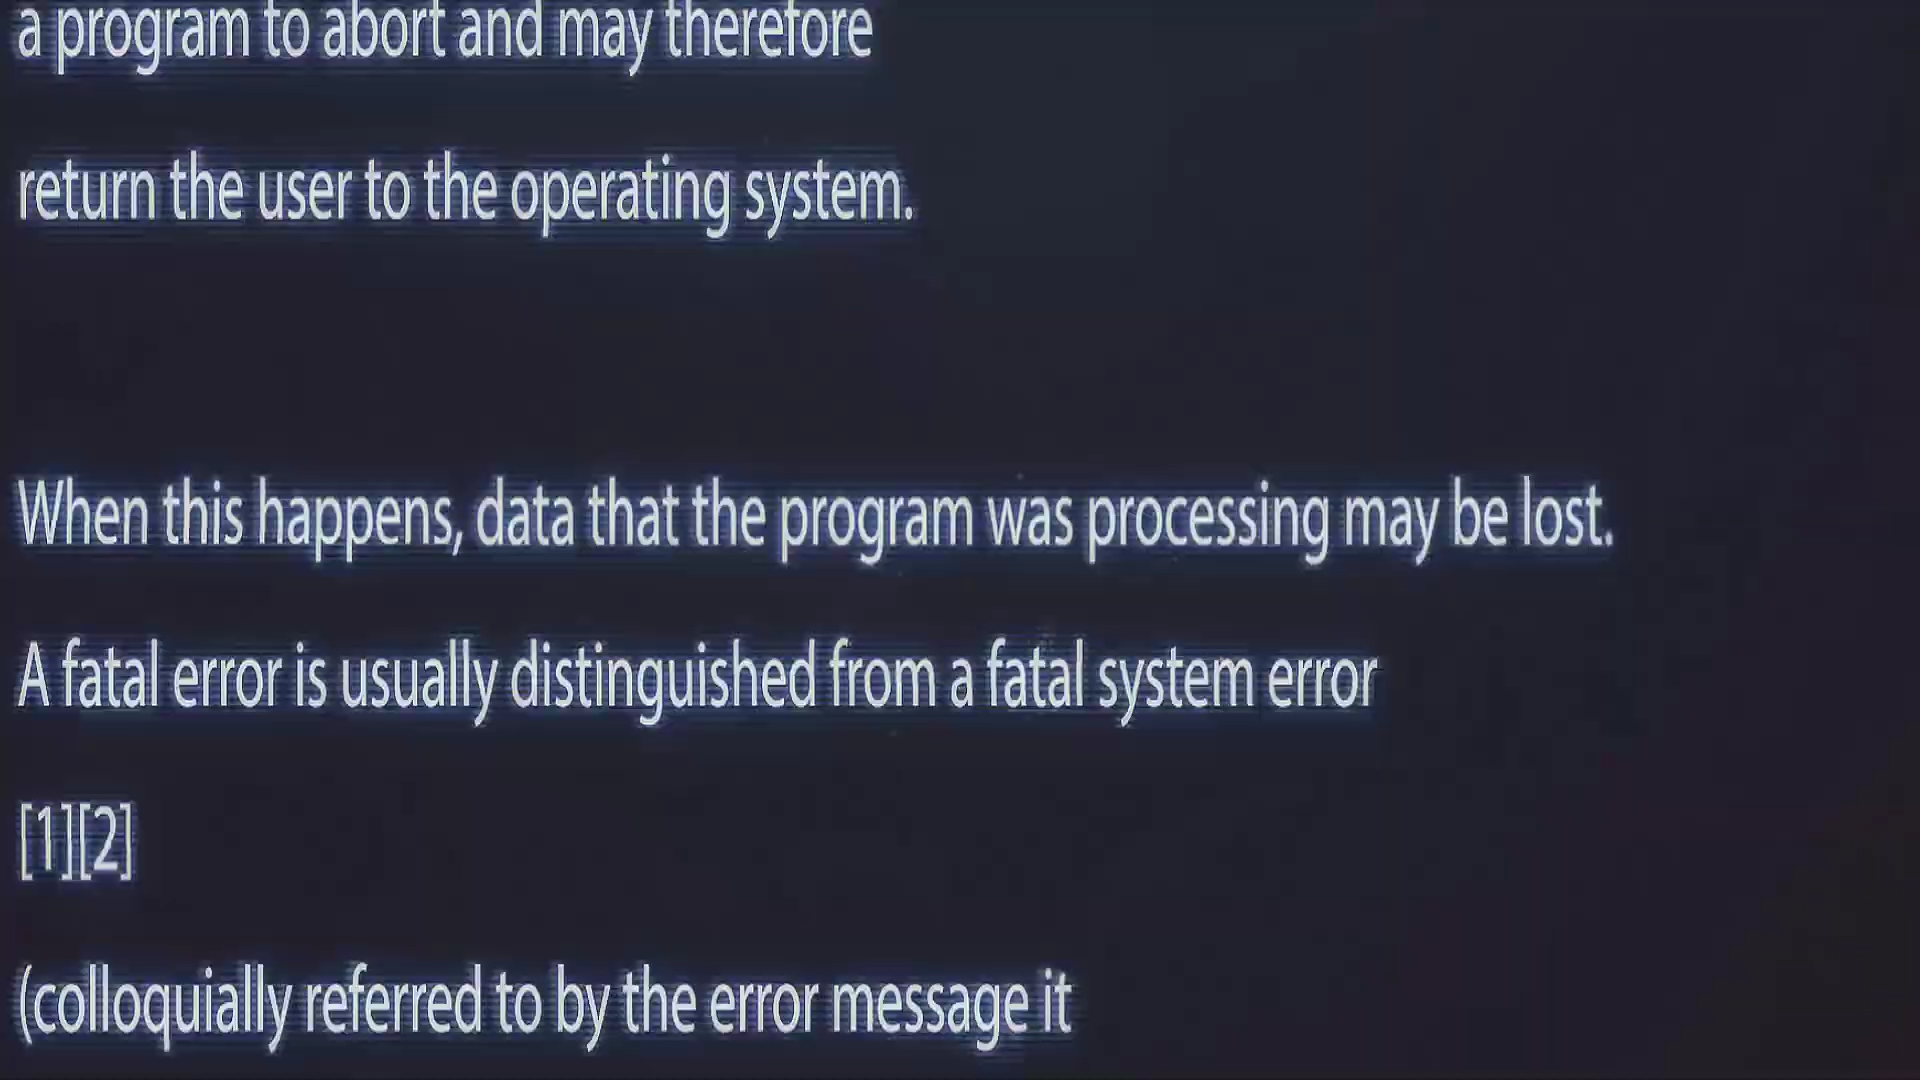 a program to abort and may therefore
return the user to the operating system.
When this happens, data that the program was processing may be lost.
A fatal error is usually distinguished from a fatal system error
[1][2]
(colloquially referred to by the error message it